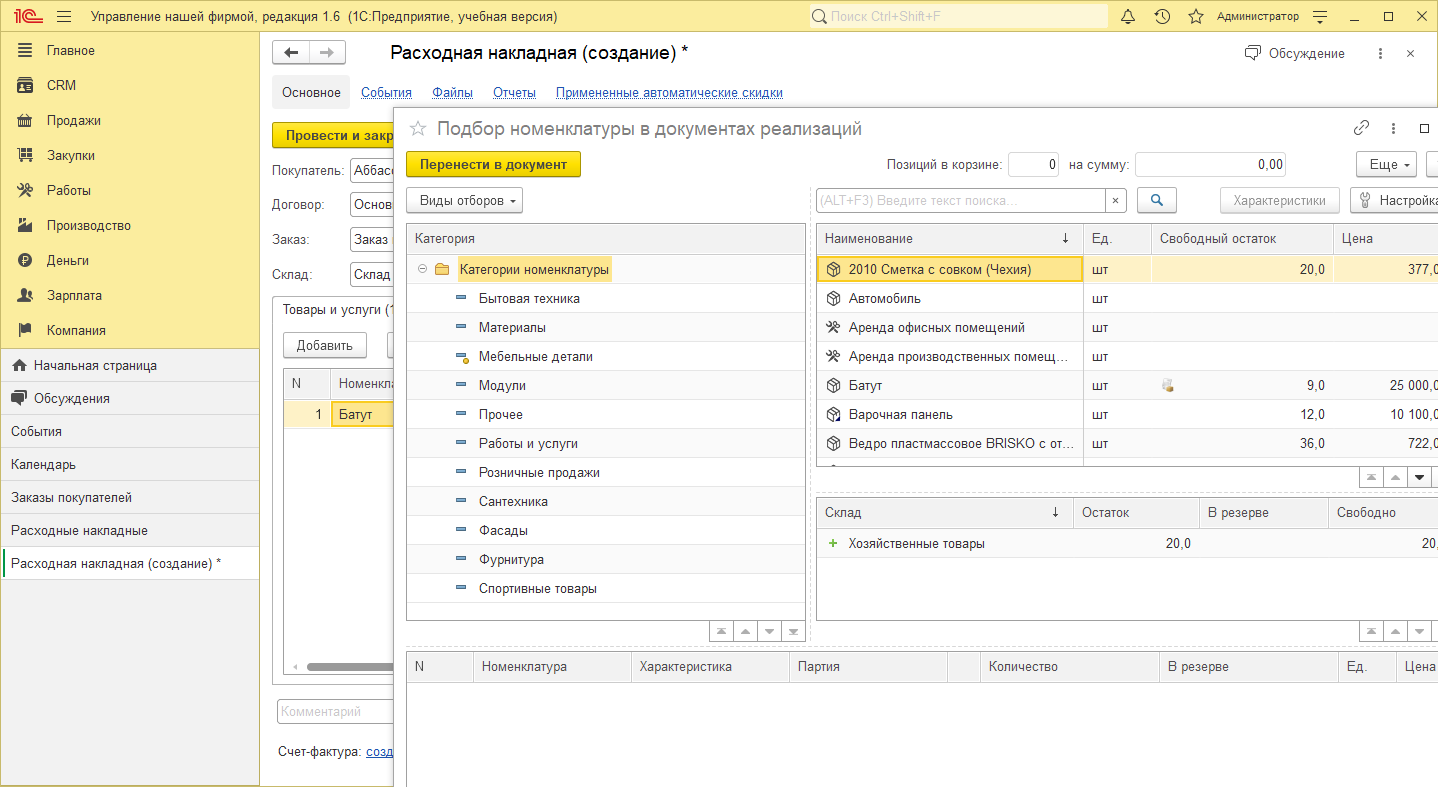 Управление нашей фирмой, редакция 1.6 (1С:Предприятие, учебная версия)
Поиск Ctrl+Shift+F
Администратор
Главное
CRM
Продажи
Закупки
Работы
Производство
Деньги
Зарплата
Компания
Начальная страница
Обсуждения
События
Календарь
Заказы покупателей
Расходные накладные
Расходная накладная (создание) *
Расходная накладная (создание) *
Обсуждение
Основное События Файлы Отчеты Примененные автоматические скидки
Провести и закр
Покупатель: Аббас
Договор: Основ
Заказ: Заказ
Склад: Склад
Товары и услуги (
Добавить
N Номенкла
1 Батут
Комментарий
Счет-фактура: созд
Подбор номенклатуры в документах реализаций
Перенести в документ
Позиций в корзине: 0 на сумму: 0,00
Еще
Виды отборов
(ALT+F3) Введите текст поиска...
Характеристики
Настройка
Категория
Категории номенклатуры
Бытовая техника
Материалы
Мебельные детали
Модули
Прочее
Работы и услуги
Розничные продажи
Сантехника
Фасады
Фурнитура
Спортивные товары
Наименование Ед. Свободный остаток Цена
2010 Сметка с совком (Чехия) шт 20,0 377,0
Автомобиль шт
Аренда офисных помещений шт
Аренда производственных помещ... шт
Батут шт 9,0 25 000,0
Варочная панель шт 12,0 10 100,0
Ведро пластмассовое BRISKO с от... шт 36,0 722,0
Склад Остаток В резерве Свободно
Хозяйственные товары 20,0 20,
N Номенклатура Характеристика Партия Количество В резерве Ед. Цена